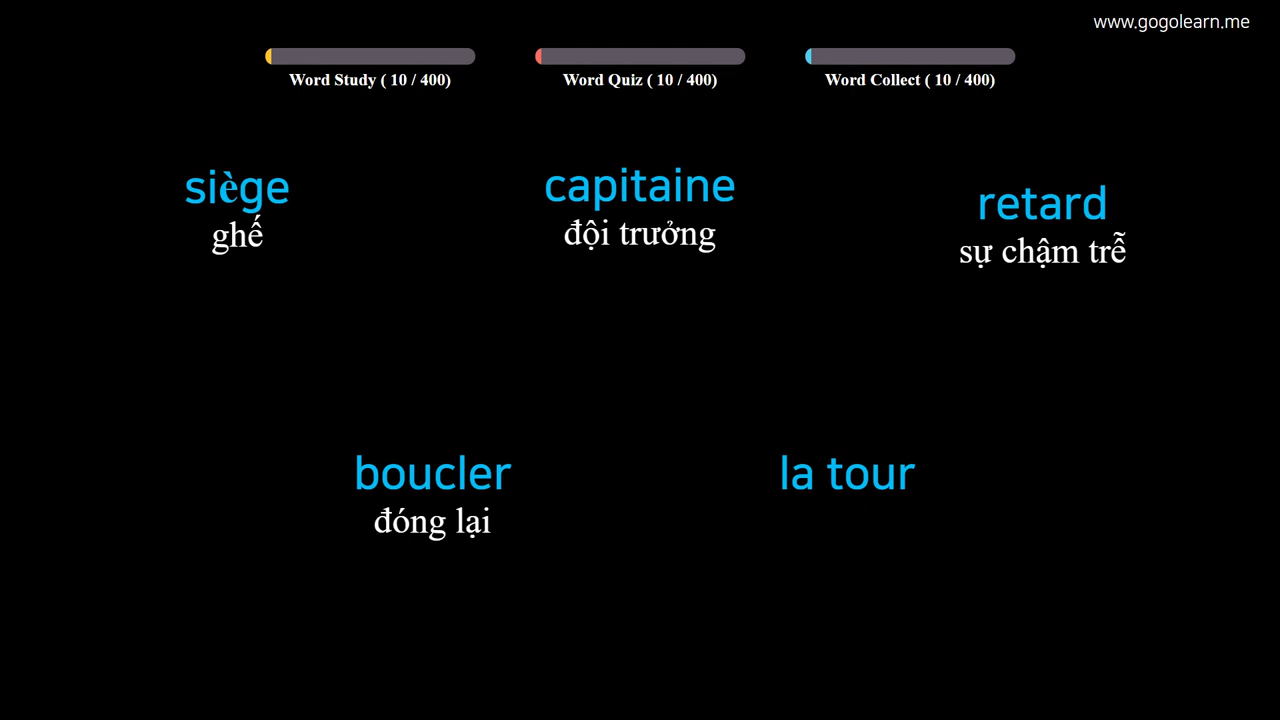 www.gogolearn.me
Word Study ( 10 / 400)
Word Quiz ( 10 / 400)
Word Collect ( 10 / 400)
siège
ghế
capitaine
đội trưởng
retard
sự chậm trễ
boucler
đóng lại
la tour